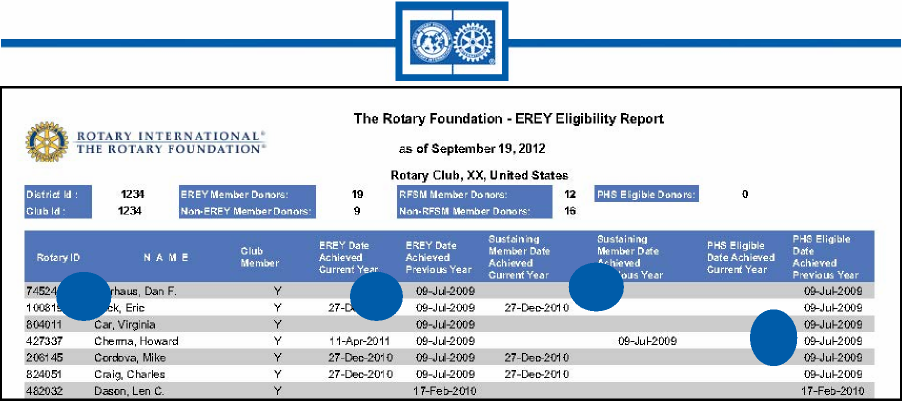 The Rotary Foundation - EREY Eligibility Report
ROTARY INTERNATIONAL®
THE ROTARY FOUNDATION®
as of September 19, 2012
Rotary Club, XX, United States
District Id : 1234 EREY Member Donors: 19 RFSM Member Donors: 12 PHS Eligible Donors: 0
Club Id : 1234 Non-EREY Member Donors: 9 Non-RFSM Member Donors: 16
Rotary ID N A M E Club Member EREY Date Achieved Current Year EREY Date Achieved Previous Year Sustaining Member Date Achieved Current Year Sustaining Member Date Previous Year PHS Eligible Date Achieved Current Year PHS Eligible Date Achieved Previous Year
Dan F. Y 09-Jul-2009 09-Jul-2009
Eric Y 09-Jul-2009 27-Dec-2010 09-Jul-2009
804011 Car, Virginia Y 09-Jul-2009 09-Jul-2009
427337 Cherma, Howard Y 11-Apr-2011 09-Jul-2009 09-Jul-2009 09-Jul-2009
206145 Cordova, Mike Y 27-Dec-2010 09-Jul-2009 27-Dec-2010 09-Jul-2009
824051 Craig, Charles Y 27-Dec-2010 09-Jul-2009 27-Dec-2010 09-Jul-2009
482032 Dason, Len C. Y 17-Feb-2010 17-Feb-2010